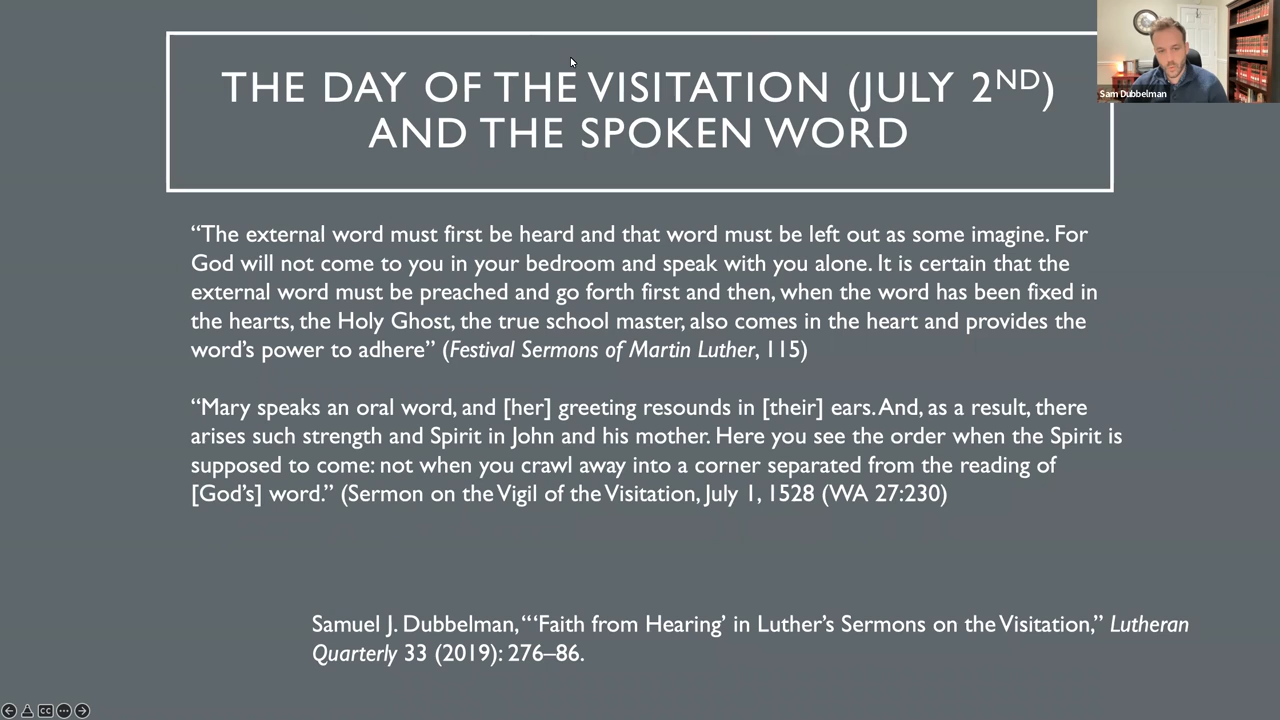 THE DAY OF THE VISITATION (JULY 2ND)
AND THE SPOKEN WORD
Sam Dubbelman
“The external word must first be heard and that word must be left out as some imagine. For
God will not come to you in your bedroom and speak with you alone. It is certain that the
external word must be preached and go forth first and then, when the word has been fixed in
the hearts, the Holy Ghost, the true school master, also comes in the heart and provides the
word’s power to adhere” (Festival Sermons of Martin Luther, 115)
“Mary speaks an oral word, and [her] greeting resounds in [their] ears. And, as a result, there
arises such strength and Spirit in John and his mother. Here you see the order when the Spirit is
supposed to come: not when you crawl away into a corner separated from the reading of
[God’s] word.” (Sermon on the Vigil of the Visitation, July 1, 1528 (WA 27:230)
Samuel J. Dubbelman, “‘Faith from Hearing’ in Luther’s Sermons on the Visitation,” Lutheran
Quarterly 33 (2019): 276–86.
CC